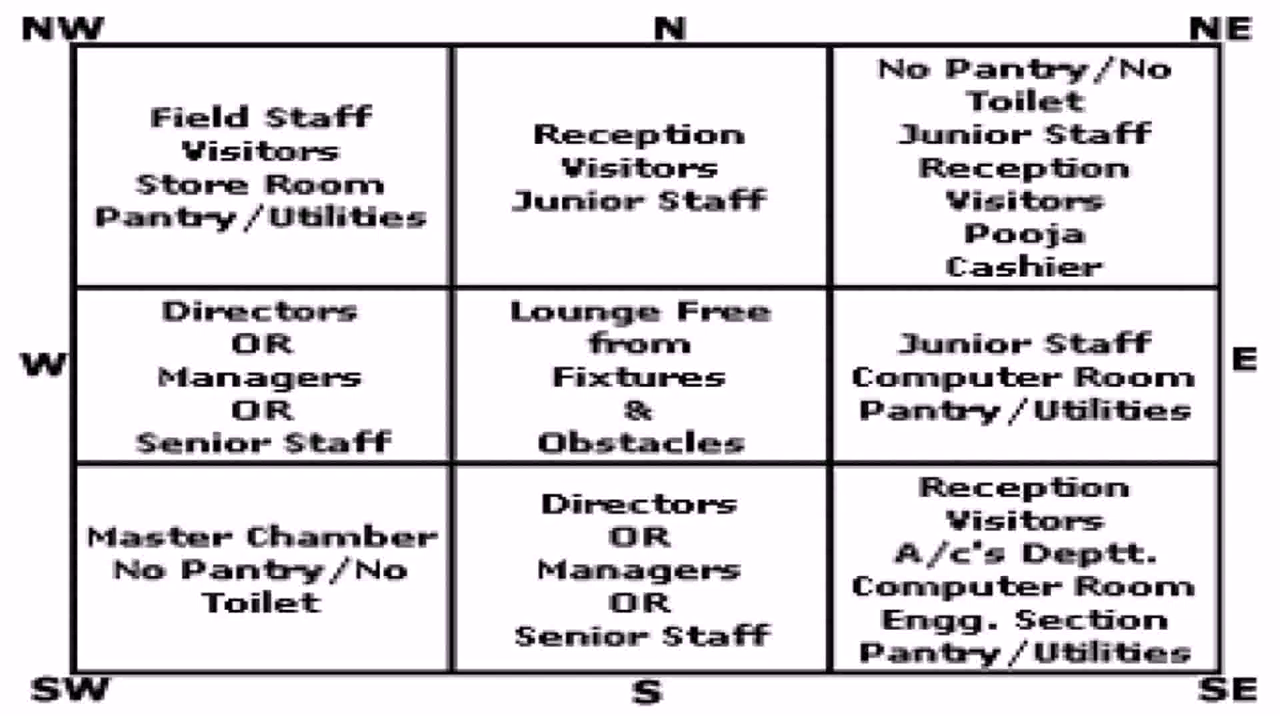 NW N NE
Field Staff
Visitors
Store Room
Pantry/Utilities
Reception
Visitors
Junior Staff
No Pantry/No
Toilet
Junior Staff
Reception
Visitors
Pooja
Cashier
W
Directors
OR
Managers
OR
Senior Staff
Lounge Free
from
Fixtures
&
Obstacles
Junior Staff
Computer Room
Pantry/Utilities
E
Master Chamber
No Pantry/No
Toilet
Directors
OR
Managers
OR
Senior Staff
Reception
Visitors
A/c's Deptt.
Computer Room
Engg. Section
Pantry/Utilities
SW S SE